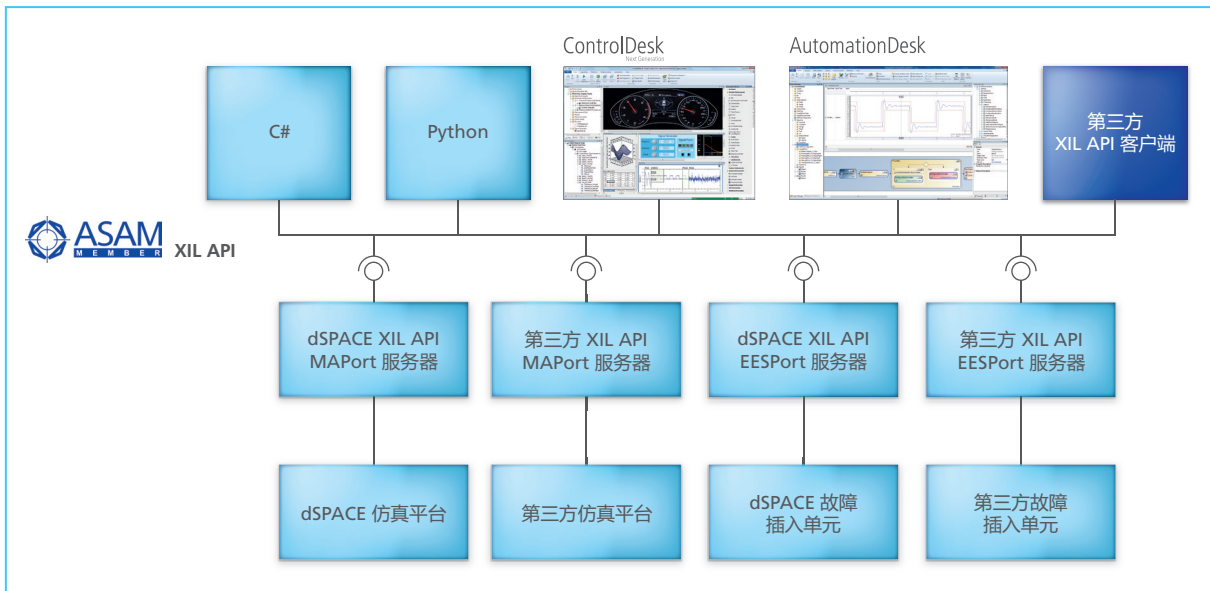 ControlDesk
Next Generation
AutomationDesk
C#
Python
第三方
XIL API 客户端
ASAM
MEMBER
XIL API
dSPACE XIL API
MAPort 服务器
第三方 XIL API
MAPort 服务器
dSPACE XIL API
EESPort 服务器
第三方 XIL API
EESPort 服务器
dSPACE 仿真平台
第三方仿真平台
dSPACE 故障
插入单元
第三方故障
插入单元